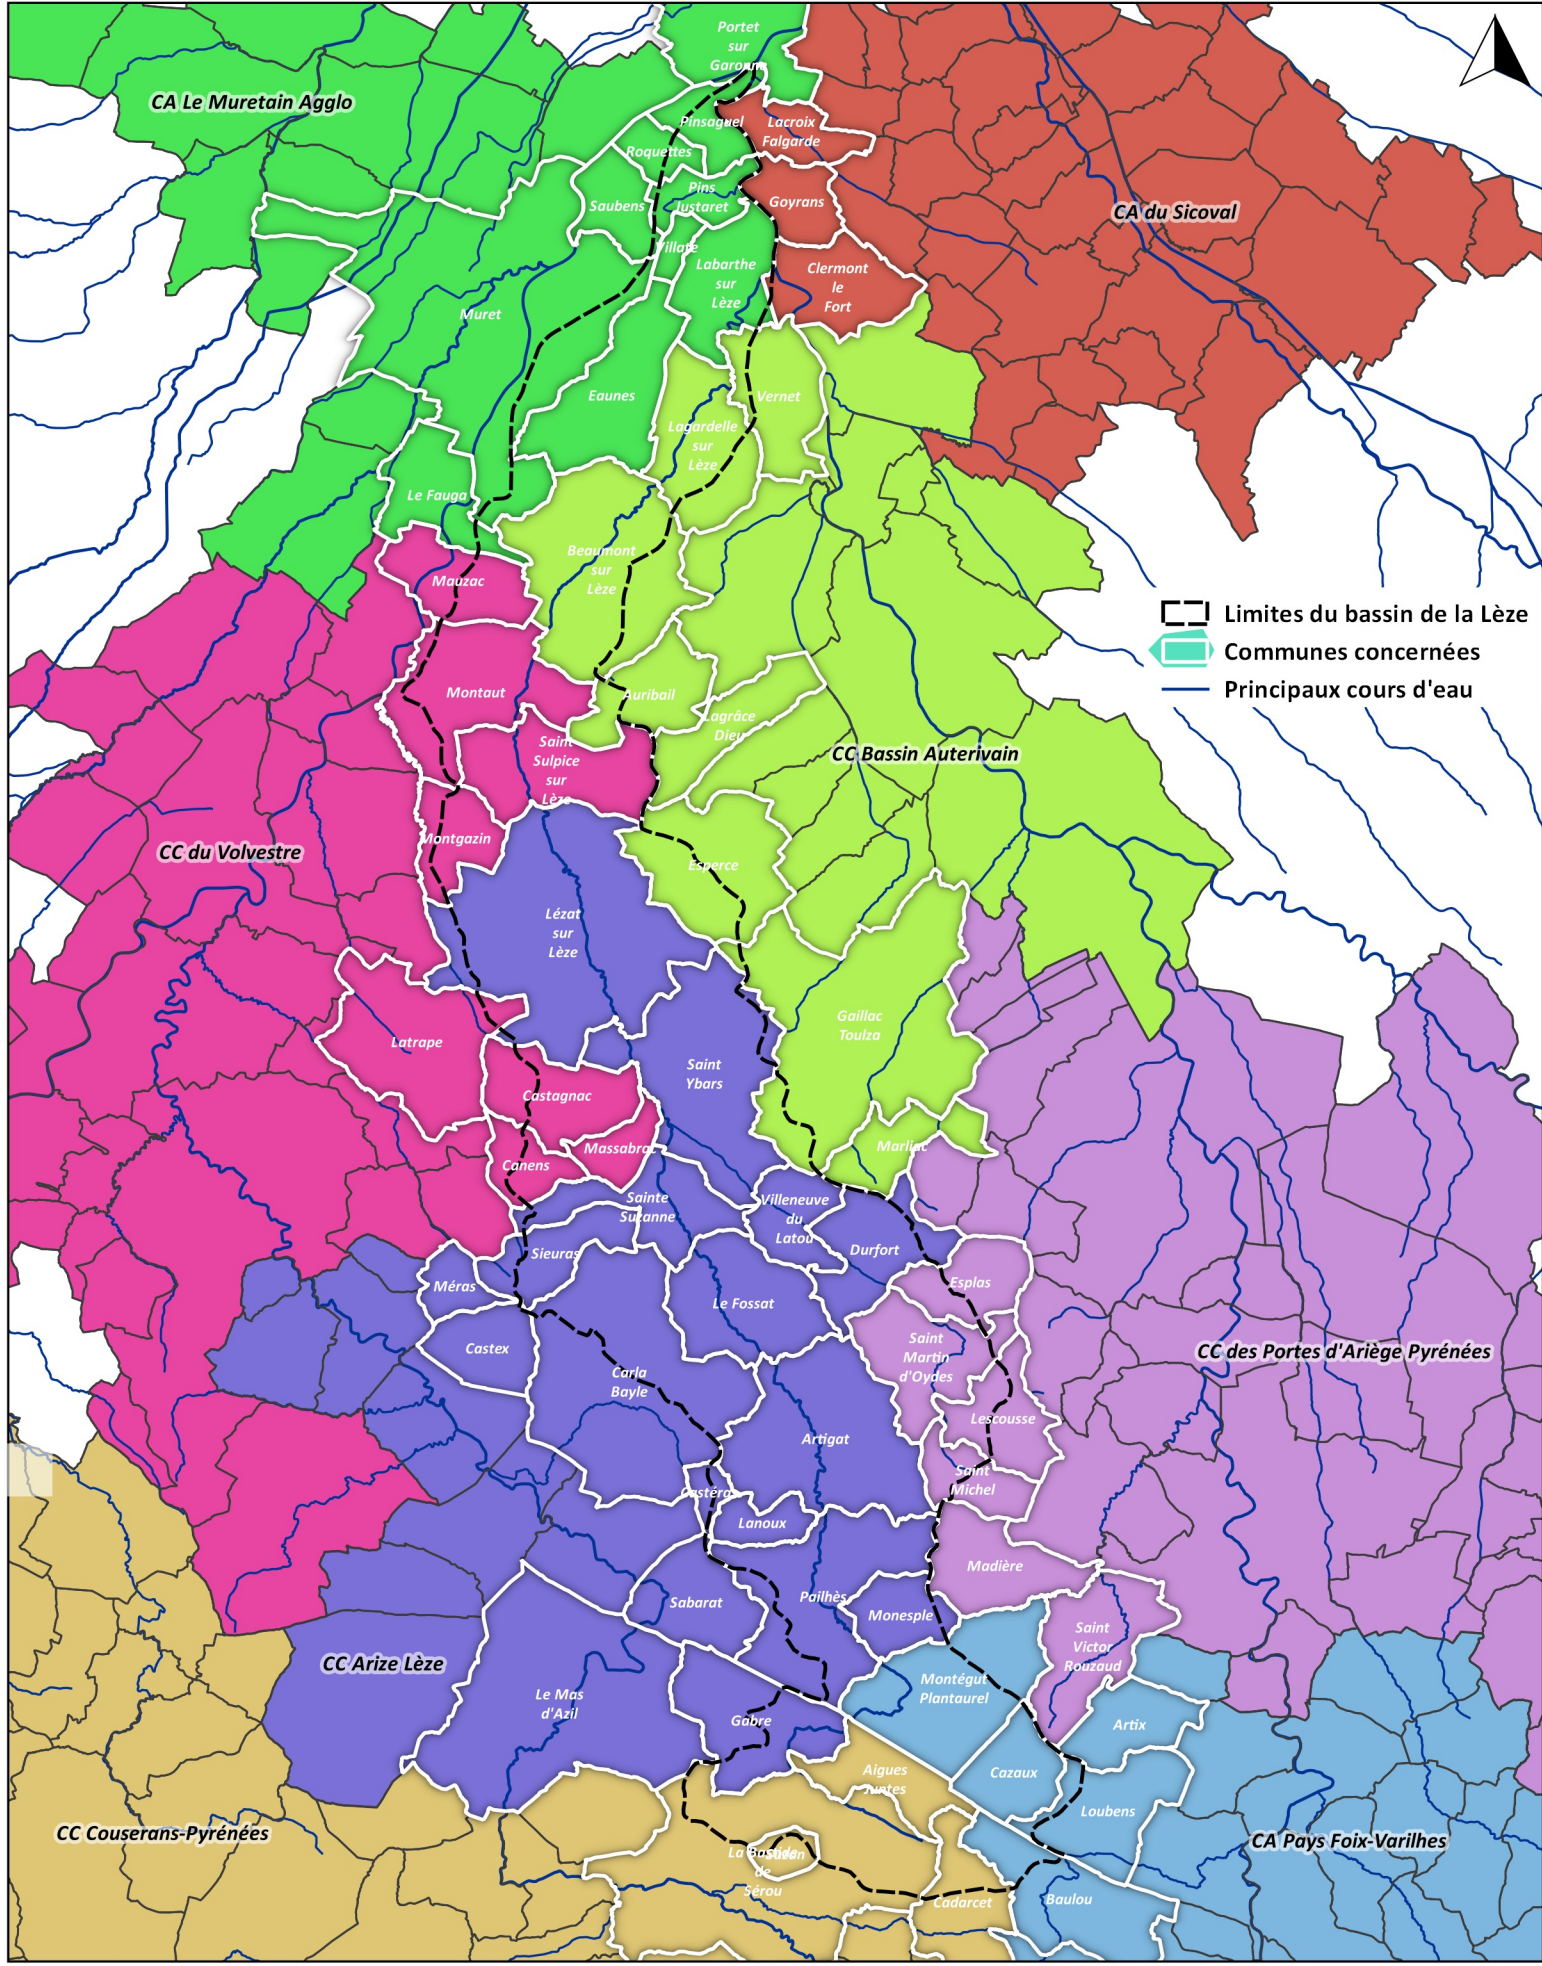 Portet
sur
Garonne
CA Le Muretain Agglo
Pinsaguel
Lacroix
Falgarde
Roquettes
Pins
Justaret
Saubens
Goyrans
CA du Sicoval
Villate
Labarthe
sur
Lèze
Clermont
le
Fort
Muret
Eaunes
Vernet
Lagardelle
sur
Lèze
Le Fauga
Beaumont
sur
Lèze
Mauzac
Limites du bassin de la Lèze
Communes concernées
Principaux cours d'eau
Montaut
Auribail
Lagrâce
Dieu
Saint
Sulpice
sur
Lèze
CC Bassin Auterivain
Montgazin
CC du Volvestre
Esperce
Lézat
sur
Lèze
Gaillac
Toulza
Latrape
Saint
Ybars
Castagnac
Massabrac
Marliac
Canens
Sainte
Suzanne
Villeneuve
du
Latou
Durfort
Sieuras
Méras
Esplas
Le Fossat
Castex
Saint
Martin
d'Oydes
CC des Portes d'Ariège Pyrénées
Carla
Bayle
Lescousse
Artigat
Saint
Michel
Castéras
Lanoux
Madière
Sabarat
Pailhès
Monesple
Saint
Victor
Rouzaud
CC Arize Lèze
Montégut
Plantaurel
Le Mas
d'Azil
Gabre
Artix
Aigues
Juntes
Cazaux
Loubens
CC Couserans-Pyrénées
CA Pays Foix-Varilhes
La Bastide
de
Sérou
Suzan
Cadarcet
Baulou